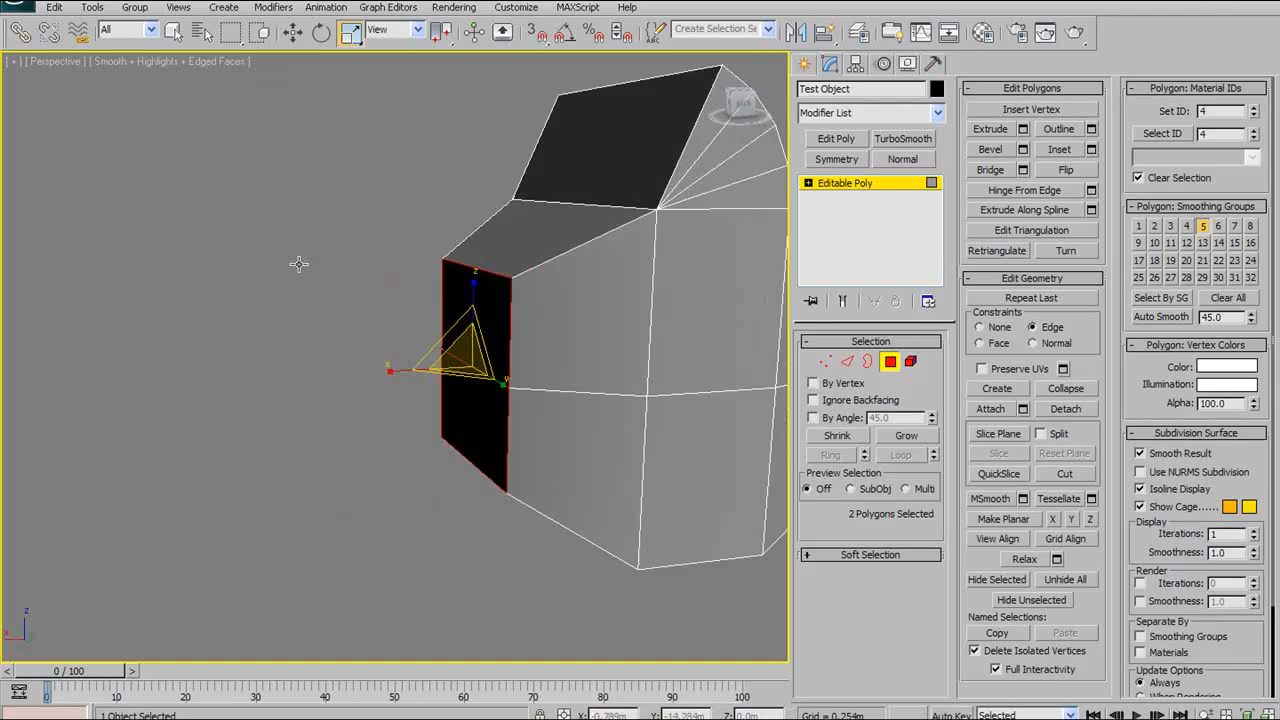 Edit Tools Group Views Create Modifiers Animation Graph Editors Rendering Customize MAXScript Help
All View Create Selection Se
[ + ] [ Perspective ] [ Smooth + Highlights + Edged Faces ]
Test Object
Modifier List
Edit Poly TurboSmooth
Symmetry Normal
Editable Poly
Selection
By Vertex
Ignore Backfacing
By Angle: 45.0
Shrink Grow
Ring Loop
Preview Selection
Off SubObj Multi
2 Polygons Selected
Soft Selection
Edit Polygons
Insert Vertex
Extrude Outline
Bevel Inset
Bridge Flip
Hinge From Edge
Extrude Along Spline
Edit Triangulation
Retriangulate Turn
Edit Geometry
Repeat Last
Constraints
None Edge
Face Normal
Preserve UVs
Create Collapse
Attach Detach
Slice Plane Split
Slice Reset Plane
QuickSlice Cut
MSmooth Tessellate
Make Planar X Y Z
View Align Grid Align
Relax
Hide Selected Unhide All
Hide Unselected
Named Selections:
Copy Paste
Delete Isolated Vertices
Full Interactivity
Polygon: Material IDs
Set ID: 4
Select ID 4
Clear Selection
Polygon: Smoothing Groups
1 2 3 4 5 6 7 8
9 10 11 12 13 14 15 16
17 18 19 20 21 22 23 24
25 26 27 28 29 30 31 32
Select By SG Clear All
Auto Smooth 45.0
Polygon: Vertex Colors
Color:
Illumination:
Alpha: 100.0
Subdivision Surface
Smooth Result
Use NURMS Subdivision
Isoline Display
Show Cage......
Display
Iterations: 1
Smoothness: 1.0
Render
Iterations: 0
Smoothness: 1.0
Separate By
Smoothing Groups
Materials
Update Options
Always
When Rendering
z
x
y
z
x
< 0 / 100 >
0 10 20 30 40 50 60 70 80 90 100
1 Object Selected X: -0.789m Y: -14.284m Z: 0.0m Grid = 0.254m Auto Key Selected